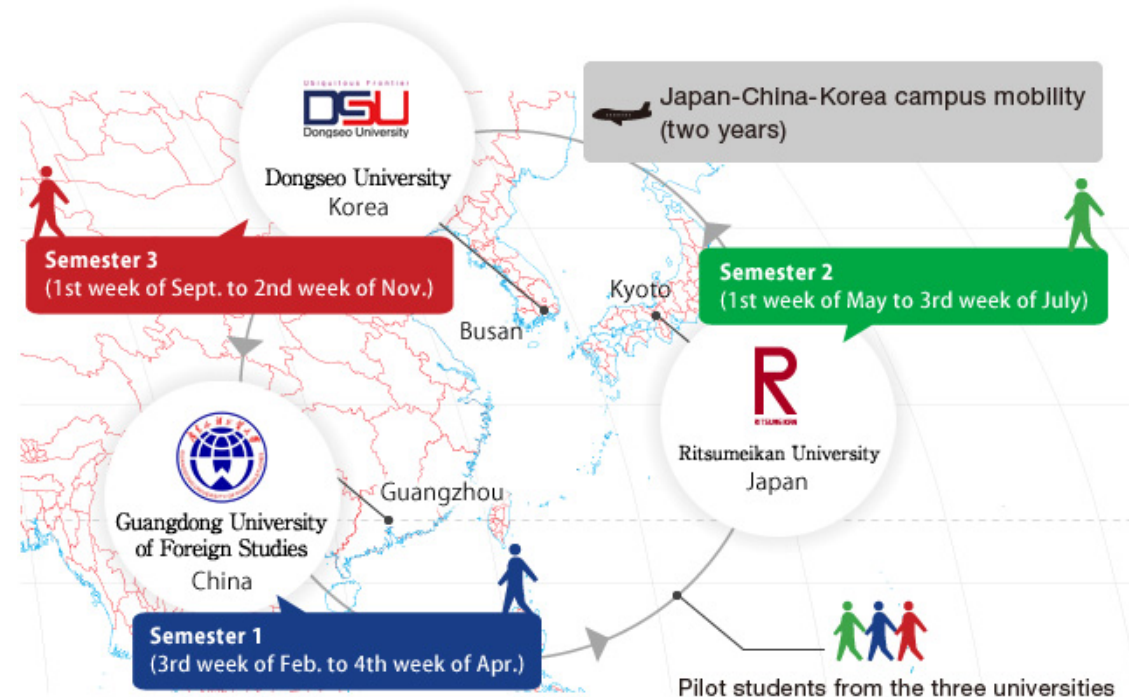 Ubiquitous Frontier
DSU
Dongseo University
Dongseo University
Korea
Japan-China-Korea campus mobility
(two years)
Semester 3
(1st week of Sept. to 2nd week of Nov.)
Semester 2
(1st week of May to 3rd week of July)
Kyoto
Busan
R
RITSUMEIKAN
Ritsumeikan University
Japan
Guangzhou
Guangdong University
of Foreign Studies
China
Semester 1
(3rd week of Feb. to 4th week of Apr.)
Pilot students from the three universities